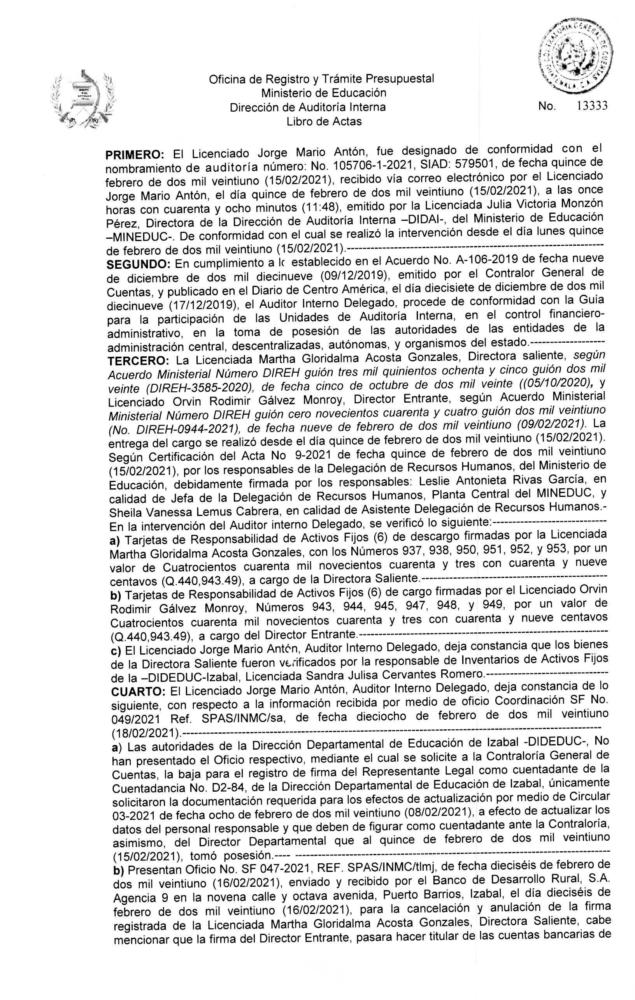 CONTRALORIA GENERAL DE CUENTAS
GUATEMALA, C.A.
Oficina de Registro y Trámite Presupuestal
Ministerio de Educación
Dirección de Auditoría Interna
Libro de Actas
No. 13333
PRIMERO: El Licenciado Jorge Mario Antón, fue designado de conformidad con el
nombramiento de auditoría número: No. 105706-1-2021, SIAD: 579501, de fecha quince de
febrero de dos mil veintiuno (15/02/2021), recibido vía correo electrónico por el Licenciado
Jorge Mario Antón, el día quince de febrero de dos mil veintiuno (15/02/2021), a las once
horas con cuarenta y ocho minutos (11:48), emitido por la Licenciada Julia Victoria Monzón
Pérez, Directora de la Dirección de Auditoría Interna –DIDAI-, del Ministerio de Educación
–MINEDUC-. De conformidad con el cual se realizó la intervención desde el día lunes quince
de febrero de dos mil veintiuno (15/02/2021).------------------------------------------------------------------
SEGUNDO: En cumplimiento a lo establecido en el Acuerdo No. A-106-2019 de fecha nueve
de diciembre de dos mil diecinueve (09/12/2019), emitido por el Contralor General de
Cuentas, y publicado en el Diario de Centro América, el día diecisiete de diciembre de dos mil
diecinueve (17/12/2019), el Auditor Interno Delegado, procede de conformidad con la Guía
para la participación de las Unidades de Auditoría Interna, en el control financiero-
administrativo, en la toma de posesión de las autoridades de las entidades de la
administración central, descentralizadas, autónomas, y organismos del estado.-------------------
TERCERO: La Licenciada Martha Gloridalma Acosta Gonzales, Directora saliente, según
Acuerdo Ministerial Número DIREH guión tres mil quinientos ochenta y cinco guión dos mil
veinte (DIREH-3585-2020), de fecha cinco de octubre de dos mil veinte ((05/10/2020), y
Licenciado Orvin Rodimir Gálvez Monroy, Director Entrante, según Acuerdo Ministerial
Ministerial Número DIREH guión cero novecientos cuarenta y cuatro guión dos mil veintiuno
(No. DIREH-0944-2021), de fecha nueve de febrero de dos mil veintiuno (09/02/2021). La
entrega del cargo se realizó desde el día quince de febrero de dos mil veintiuno (15/02/2021).
Según Certificación del Acta No 9-2021 de fecha quince de febrero de dos mil veintiuno
(15/02/2021), por los responsables de la Delegación de Recursos Humanos, del Ministerio de
Educación, debidamente firmada por los responsables: Leslie Antonieta Rivas García, en
calidad de Jefa de la Delegación de Recursos Humanos, Planta Central del MINEDUC, y
Sheila Vanessa Lemus Cabrera, en calidad de Asistente Delegación de Recursos Humanos.-
En la intervención del Auditor interno Delegado, se verificó lo siguiente:-----------------------------
a) Tarjetas de Responsabilidad de Activos Fijos (6) de descargo firmadas por la Licenciada
Martha Gloridalma Acosta Gonzales, con los Números 937, 938, 950, 951, 952, y 953, por un
valor de Cuatrocientos cuarenta mil novecientos cuarenta y tres con cuarenta y nueve
centavos (Q.440,943.49), a cargo de la Directora Saliente.-----------------------------------------------
b) Tarjetas de Responsabilidad de Activos Fijos (6) de cargo firmadas por el Licenciado Orvin
Rodimir Gálvez Monroy, Números 943, 944, 945, 947, 948, y 949, por un valor de
Cuatrocientos cuarenta mil novecientos cuarenta y tres con cuarenta y nueve centavos
(Q.440,943.49), a cargo del Director Entrante.----------------------------------------------------------------
c) El Licenciado Jorge Mario Antón, Auditor Interno Delegado, deja constancia que los bienes
de la Directora Saliente fueron verificados por la responsable de Inventarios de Activos Fijos
de la –DIDEDUC-Izabal, Licenciada Sandra Julisa Cervantes Romero.-------------------------------
CUARTO: El Licenciado Jorge Mario Antón, Auditor Interno Delegado, deja constancia de lo
siguiente, con respecto a la información recibida por medio de oficio Coordinación SF No.
049/2021 Ref. SPAS/INMC/sa, de fecha dieciocho de febrero de dos mil veintiuno
(18/02/2021).-----------------------------------------------------------------------------------------------------------
a) Las autoridades de la Dirección Departamental de Educación de Izabal -DIDEDUC-, No
han presentado el Oficio respectivo, mediante el cual se solicite a la Contraloría General de
Cuentas, la baja para el registro de firma del Representante Legal como cuentadante de la
Cuentadancia No. D2-84, de la Dirección Departamental de Educación de Izabal, únicamente
solicitaron la documentación requerida para los efectos de actualización por medio de Circular
03-2021 de fecha ocho de febrero de dos mil veintiuno (08/02/2021), a efecto de actualizar los
datos del personal responsable y que deben de figurar como cuentadante ante la Contraloría,
asimismo, del Director Departamental que al quince de febrero de dos mil veintiuno
(15/02/2021), tomó posesión.---- --------------------------------------------------------------------------------
b) Presentan Oficio No. SF 047-2021, REF. SPAS/INMC/tlmj, de fecha dieciséis de febrero de
dos mil veintiuno (16/02/2021), enviado y recibido por el Banco de Desarrollo Rural, S.A.
Agencia 9 en la novena calle y octava avenida, Puerto Barrios, Izabal, el día dieciséis de
febrero de dos mil veintiuno (16/02/2021), para la cancelación y anulación de la firma
registrada de la Licenciada Martha Gloridalma Acosta Gonzales, Directora Saliente, cabe
mencionar que la firma del Director Entrante, pasara hacer titular de las cuentas bancarias de